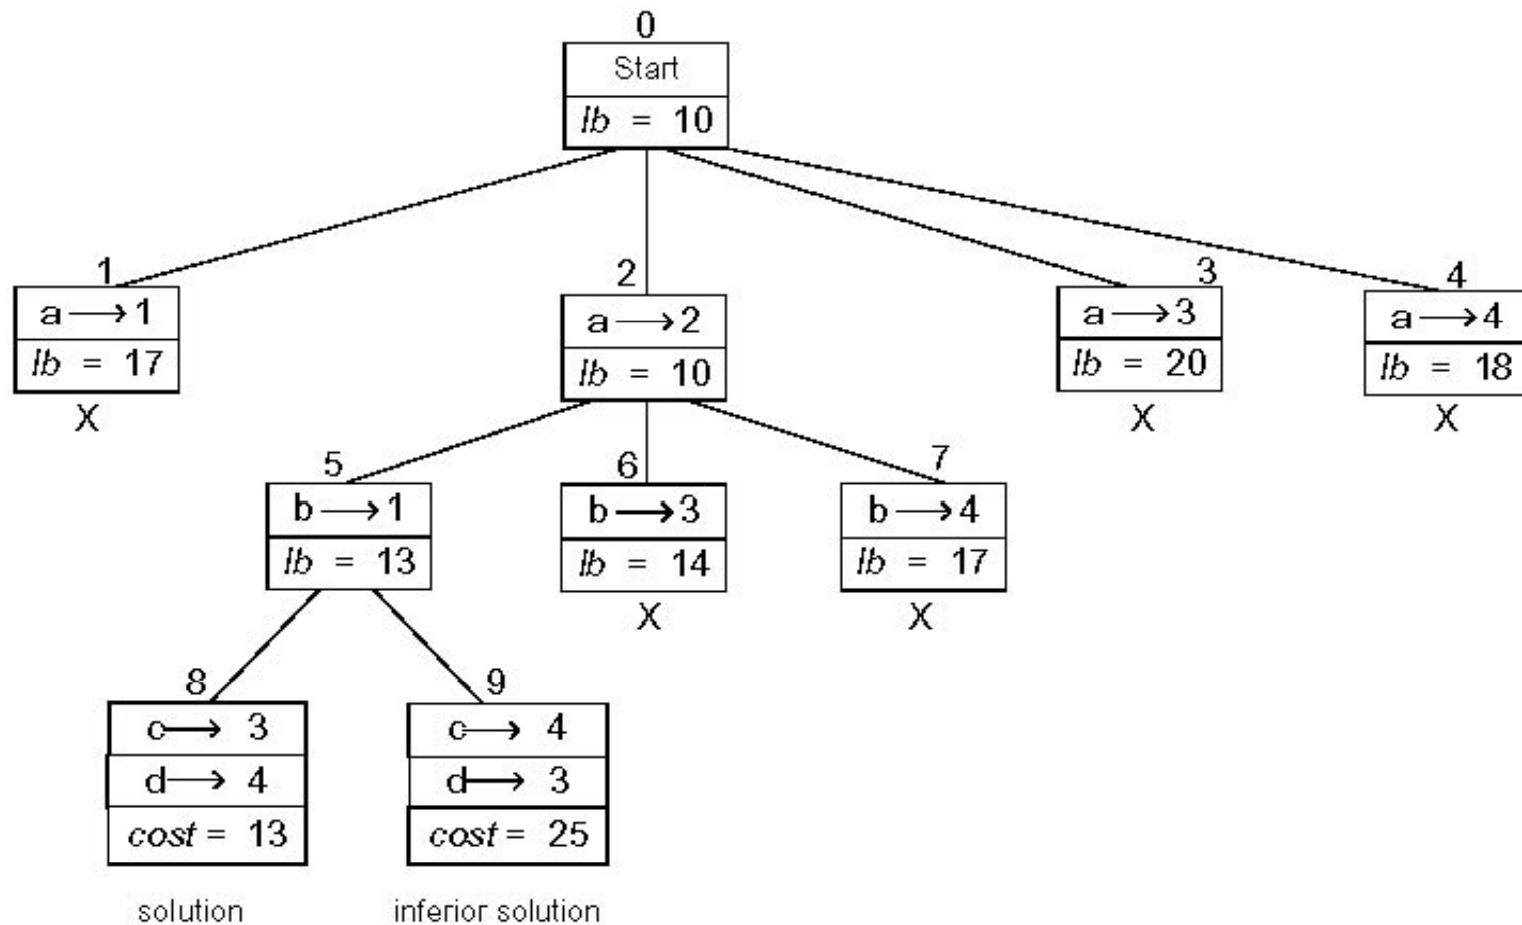 0
Start
lb = 10
1
a → 1
lb = 17
X
2
a → 2
lb = 10
3
a → 3
lb = 20
X
4
a → 4
lb = 18
X
5
b → 1
lb = 13
6
b → 3
lb = 14
X
7
b → 4
lb = 17
X
8
c → 3
d → 4
cost = 13
solution
9
c → 4
d → 3
cost = 25
inferior solution